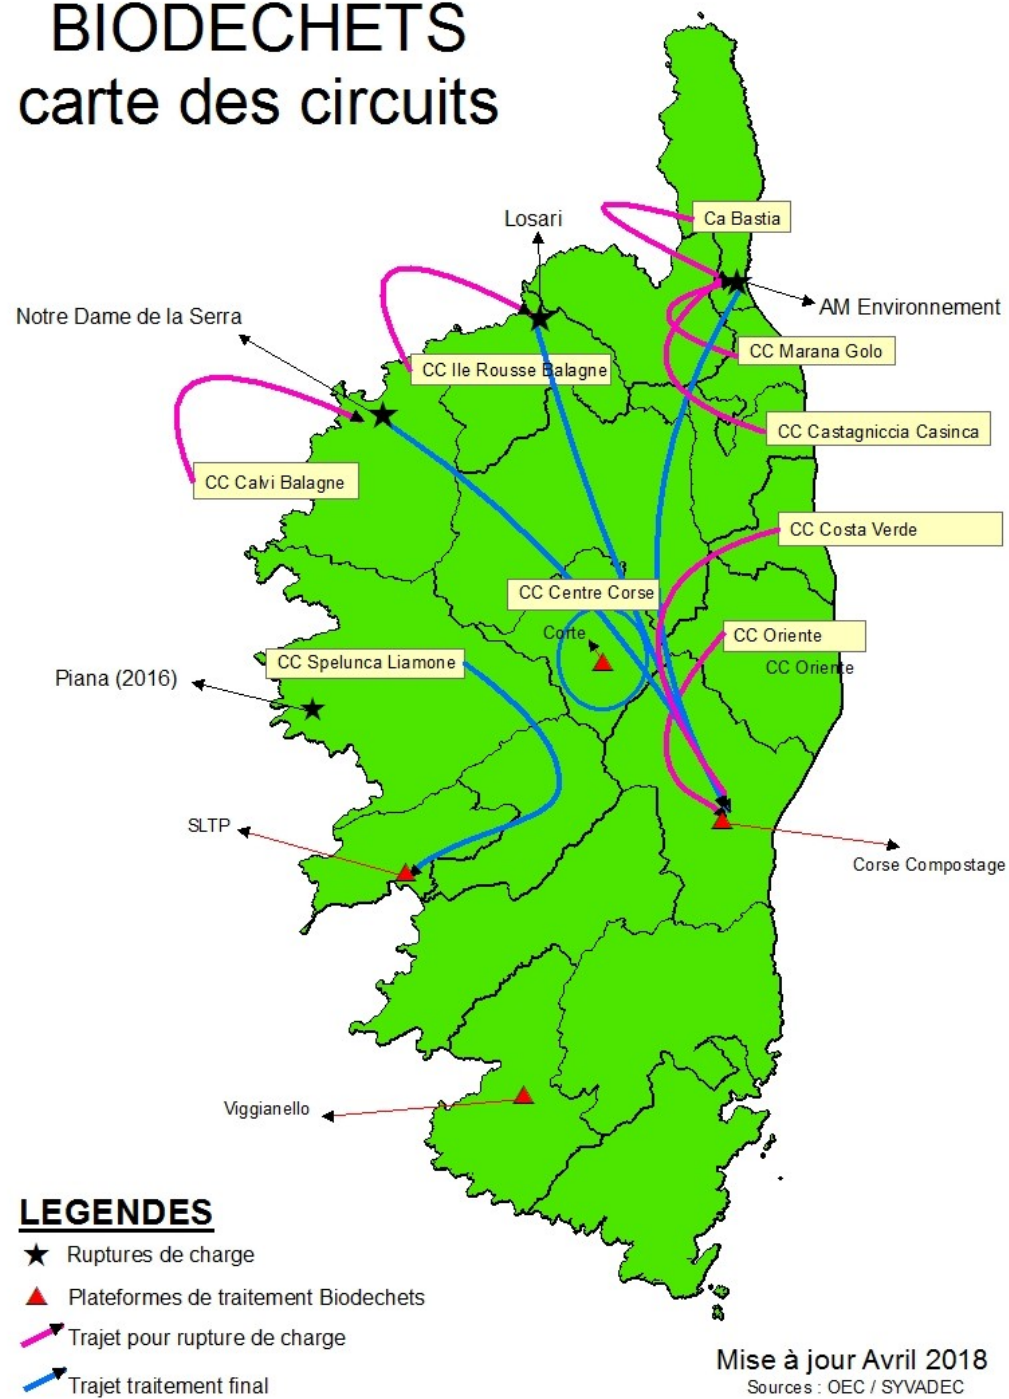 BIODECHETS
carte des circuits
Ca Bastia
Losari
AM Environnement
Notre Dame de la Serra
CC Marana Golo
CC Ile Rousse Balagne
CC Castagniccia Casinca
CC Calvi Balagne
CC Costa Verde
CC Centre Corse
Corte
CC Oriente
CC Oriente
CC Spelunca Liamone
Piana (2016)
SLTP
Corse Compostage
Viggianello
LEGENDES
Ruptures de charge
Plateformes de traitement Biodechets
Trajet pour rupture de charge
Trajet traitement final
Mise à jour Avril 2018
Sources : OEC / SYVADEC